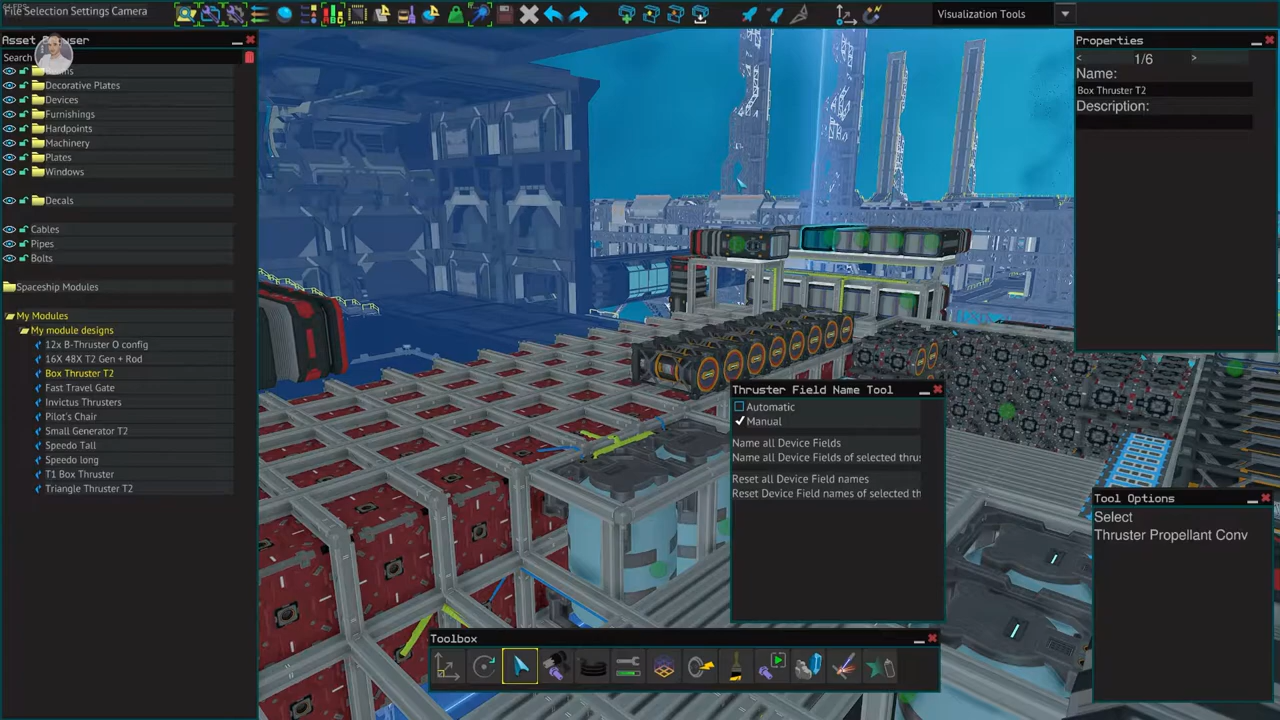 File Selection Settings Camera
Visualization Tools
Asset Browser
Search
Decorative Plates
Devices
Furnishings
Hardpoints
Machinery
Plates
Windows
Decals
Cables
Pipes
Bolts
Spaceship Modules
My Modules
My module designs
12x B-Thruster O config
16X 48X T2 Gen + Rod
Box Thruster T2
Fast Travel Gate
Invictus Thrusters
Pilot's Chair
Small Generator T2
Speedo Tall
Speedo long
T1 Box Thruster
Triangle Thruster T2
Properties
< 1/6 >
Name:
Box Thruster T2
Description:
Thruster Field Name Tool
Automatic
Manual
Name all Device Fields
Name all Device Fields of selected thrus
Reset all Device Field names
Reset Device Field names of selected th
Tool Options
Select
Thruster Propellant Conv
Toolbox